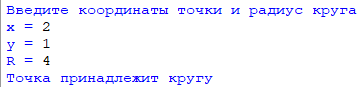 Введите координаты точки и радиус круга
x = 2
y = 1
R = 4
Точка принадлежит кругу